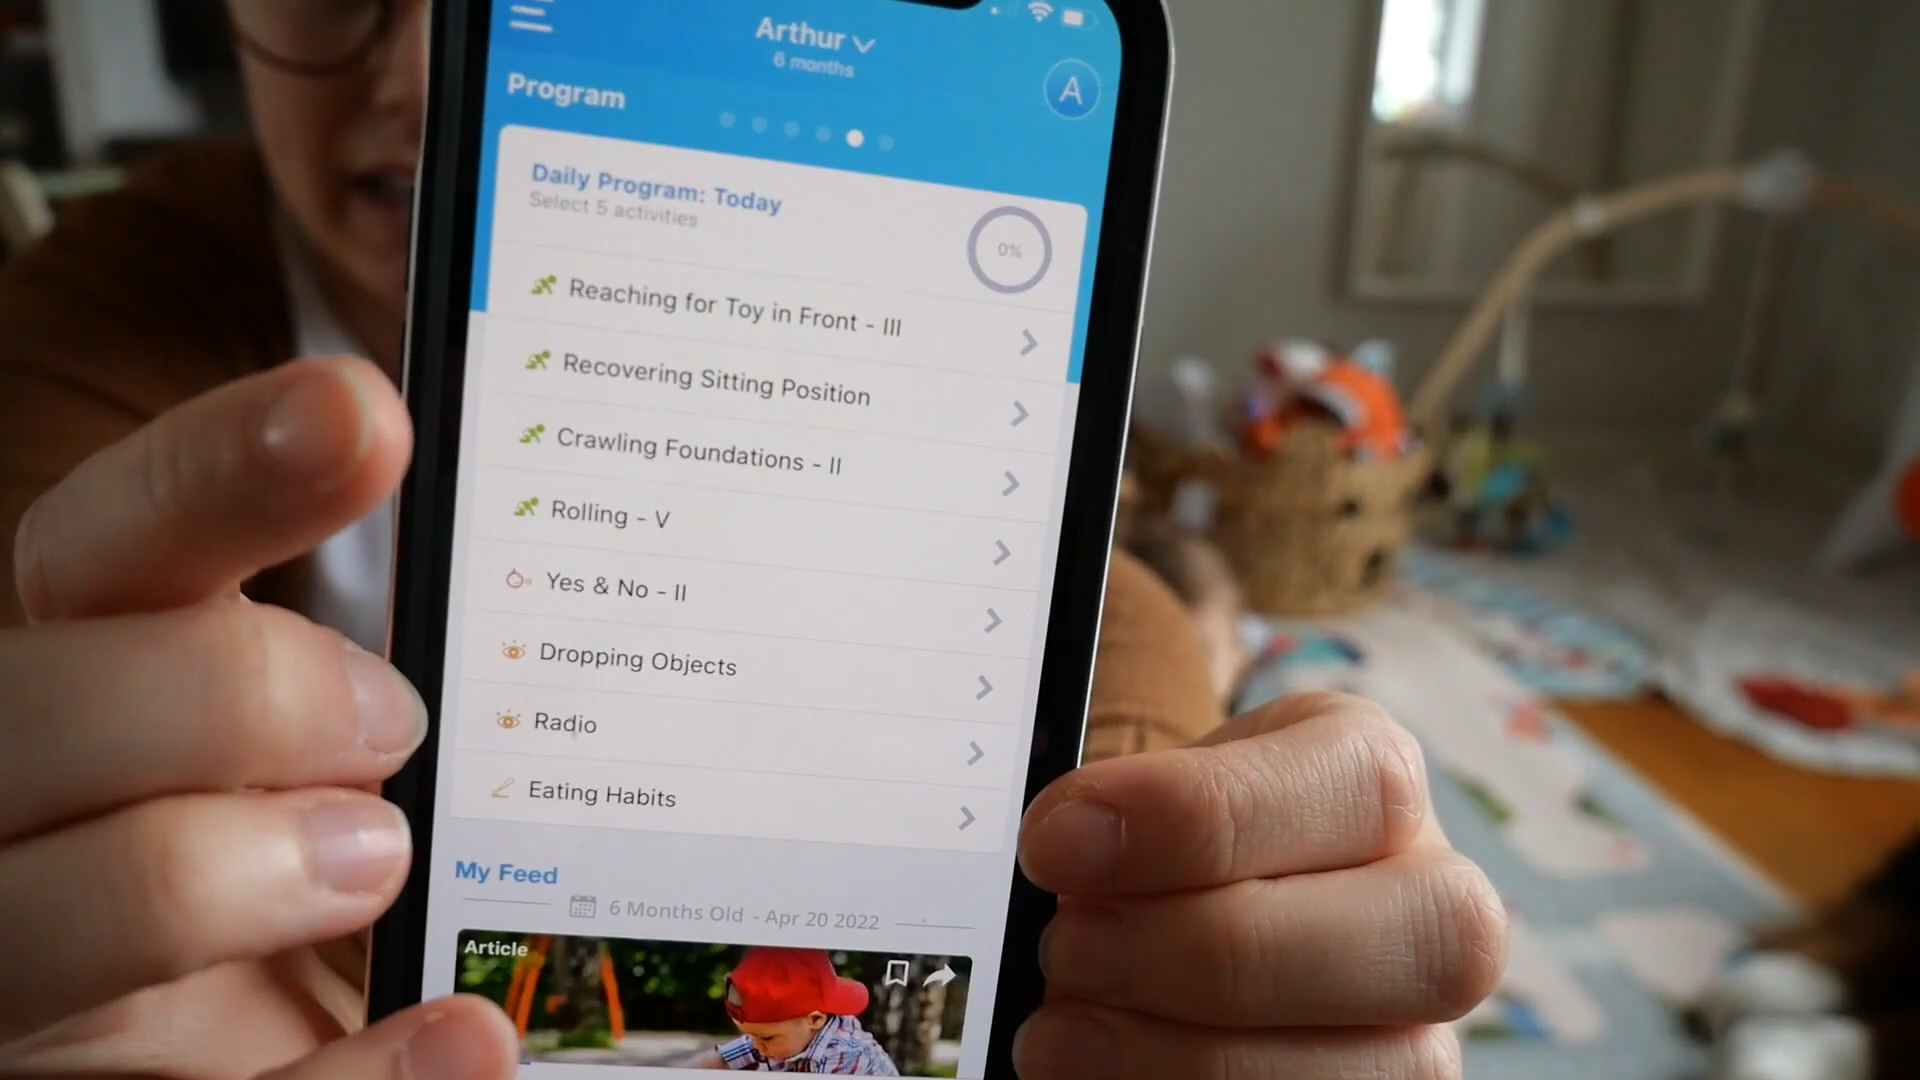 Arthur
6 months
A
Program
Daily Program: Today
Select 5 activities
0%
Reaching for Toy in Front - III
Recovering Sitting Position
Crawling Foundations - II
Rolling - V
Yes & No - II
Dropping Objects
Radio
Eating Habits
My Feed
6 Months Old - Apr 20 2022
Article